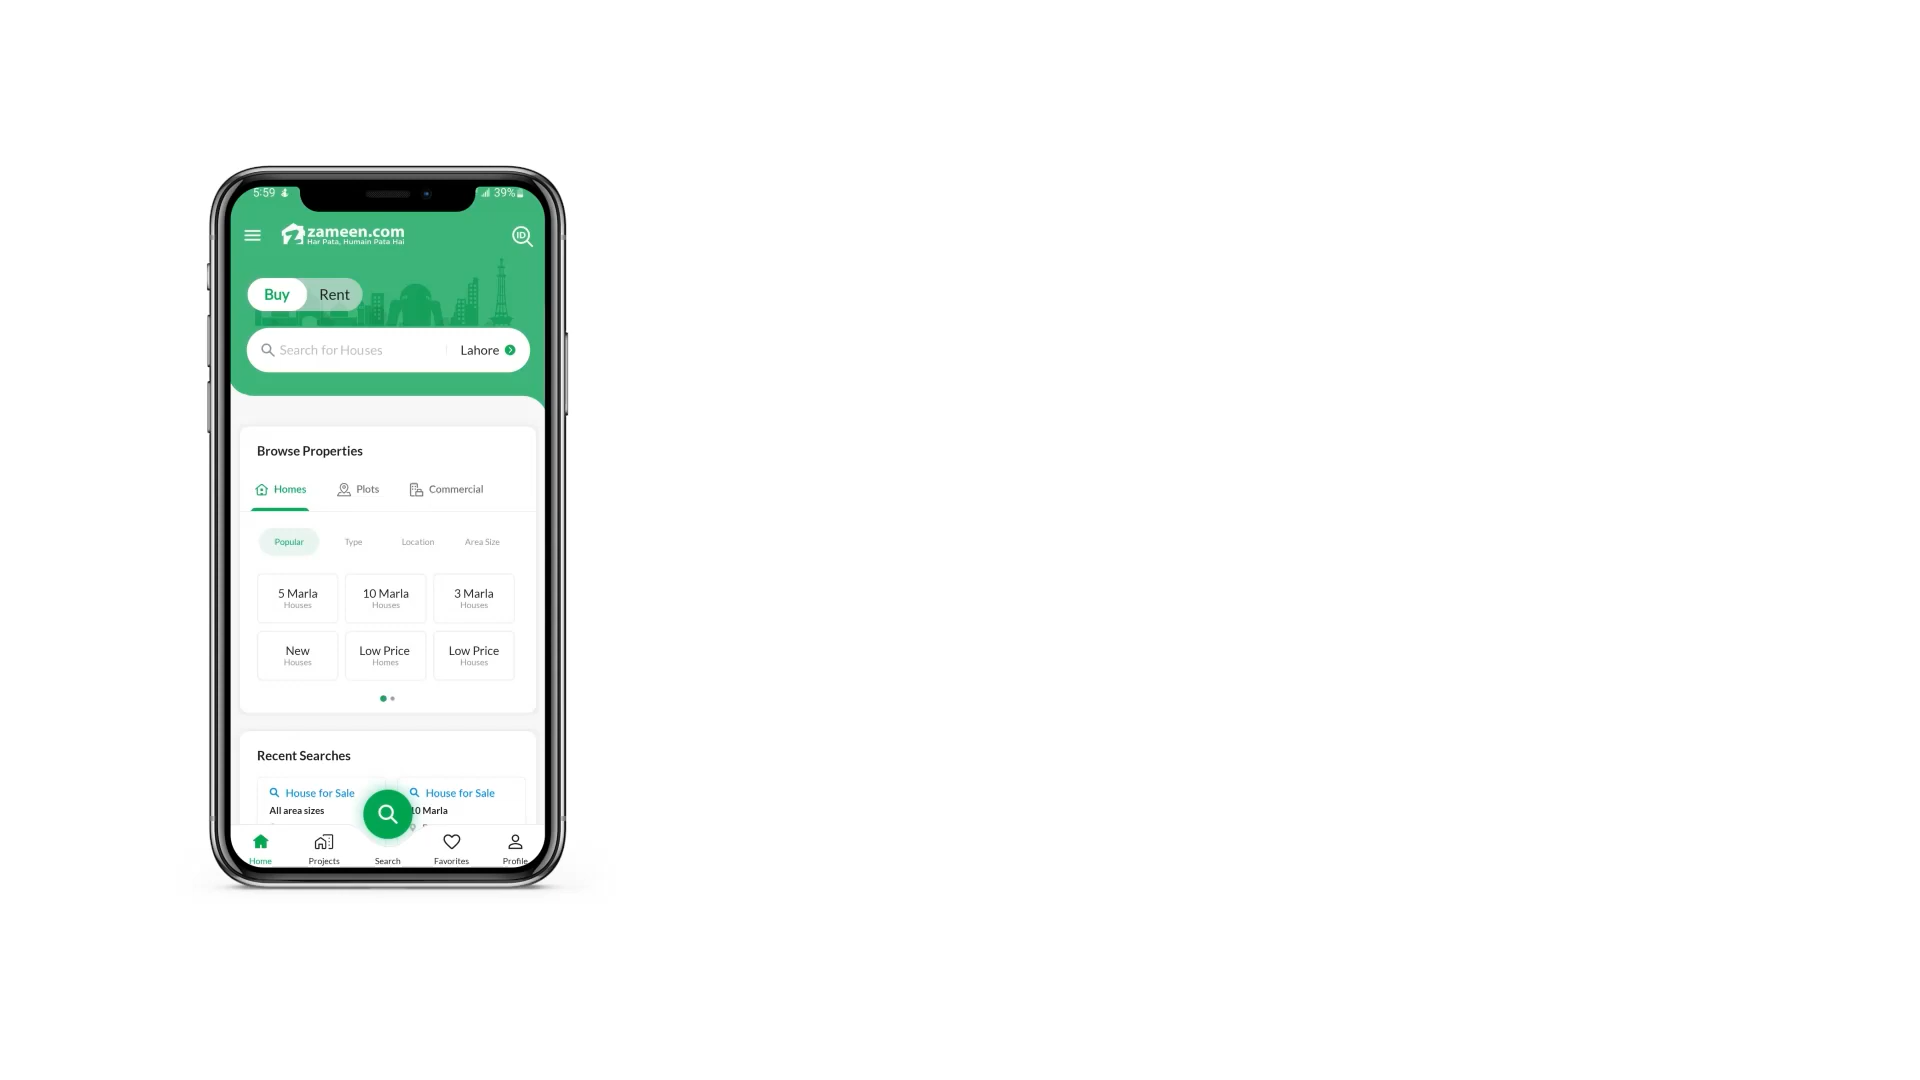 5:59
39%
zameen.com
Har Pata, Humain Pata Hai
ID
Buy Rent
Search for Houses Lahore
Browse Properties
Homes Plots Commercial
Popular Type Location Area Size
5 Marla 10 Marla 3 Marla
Houses Houses Houses
New Low Price Low Price
Houses Homes Houses
Recent Searches
House for Sale House for Sale
All area sizes 10 Marla
Home Projects Search Favorites Profile